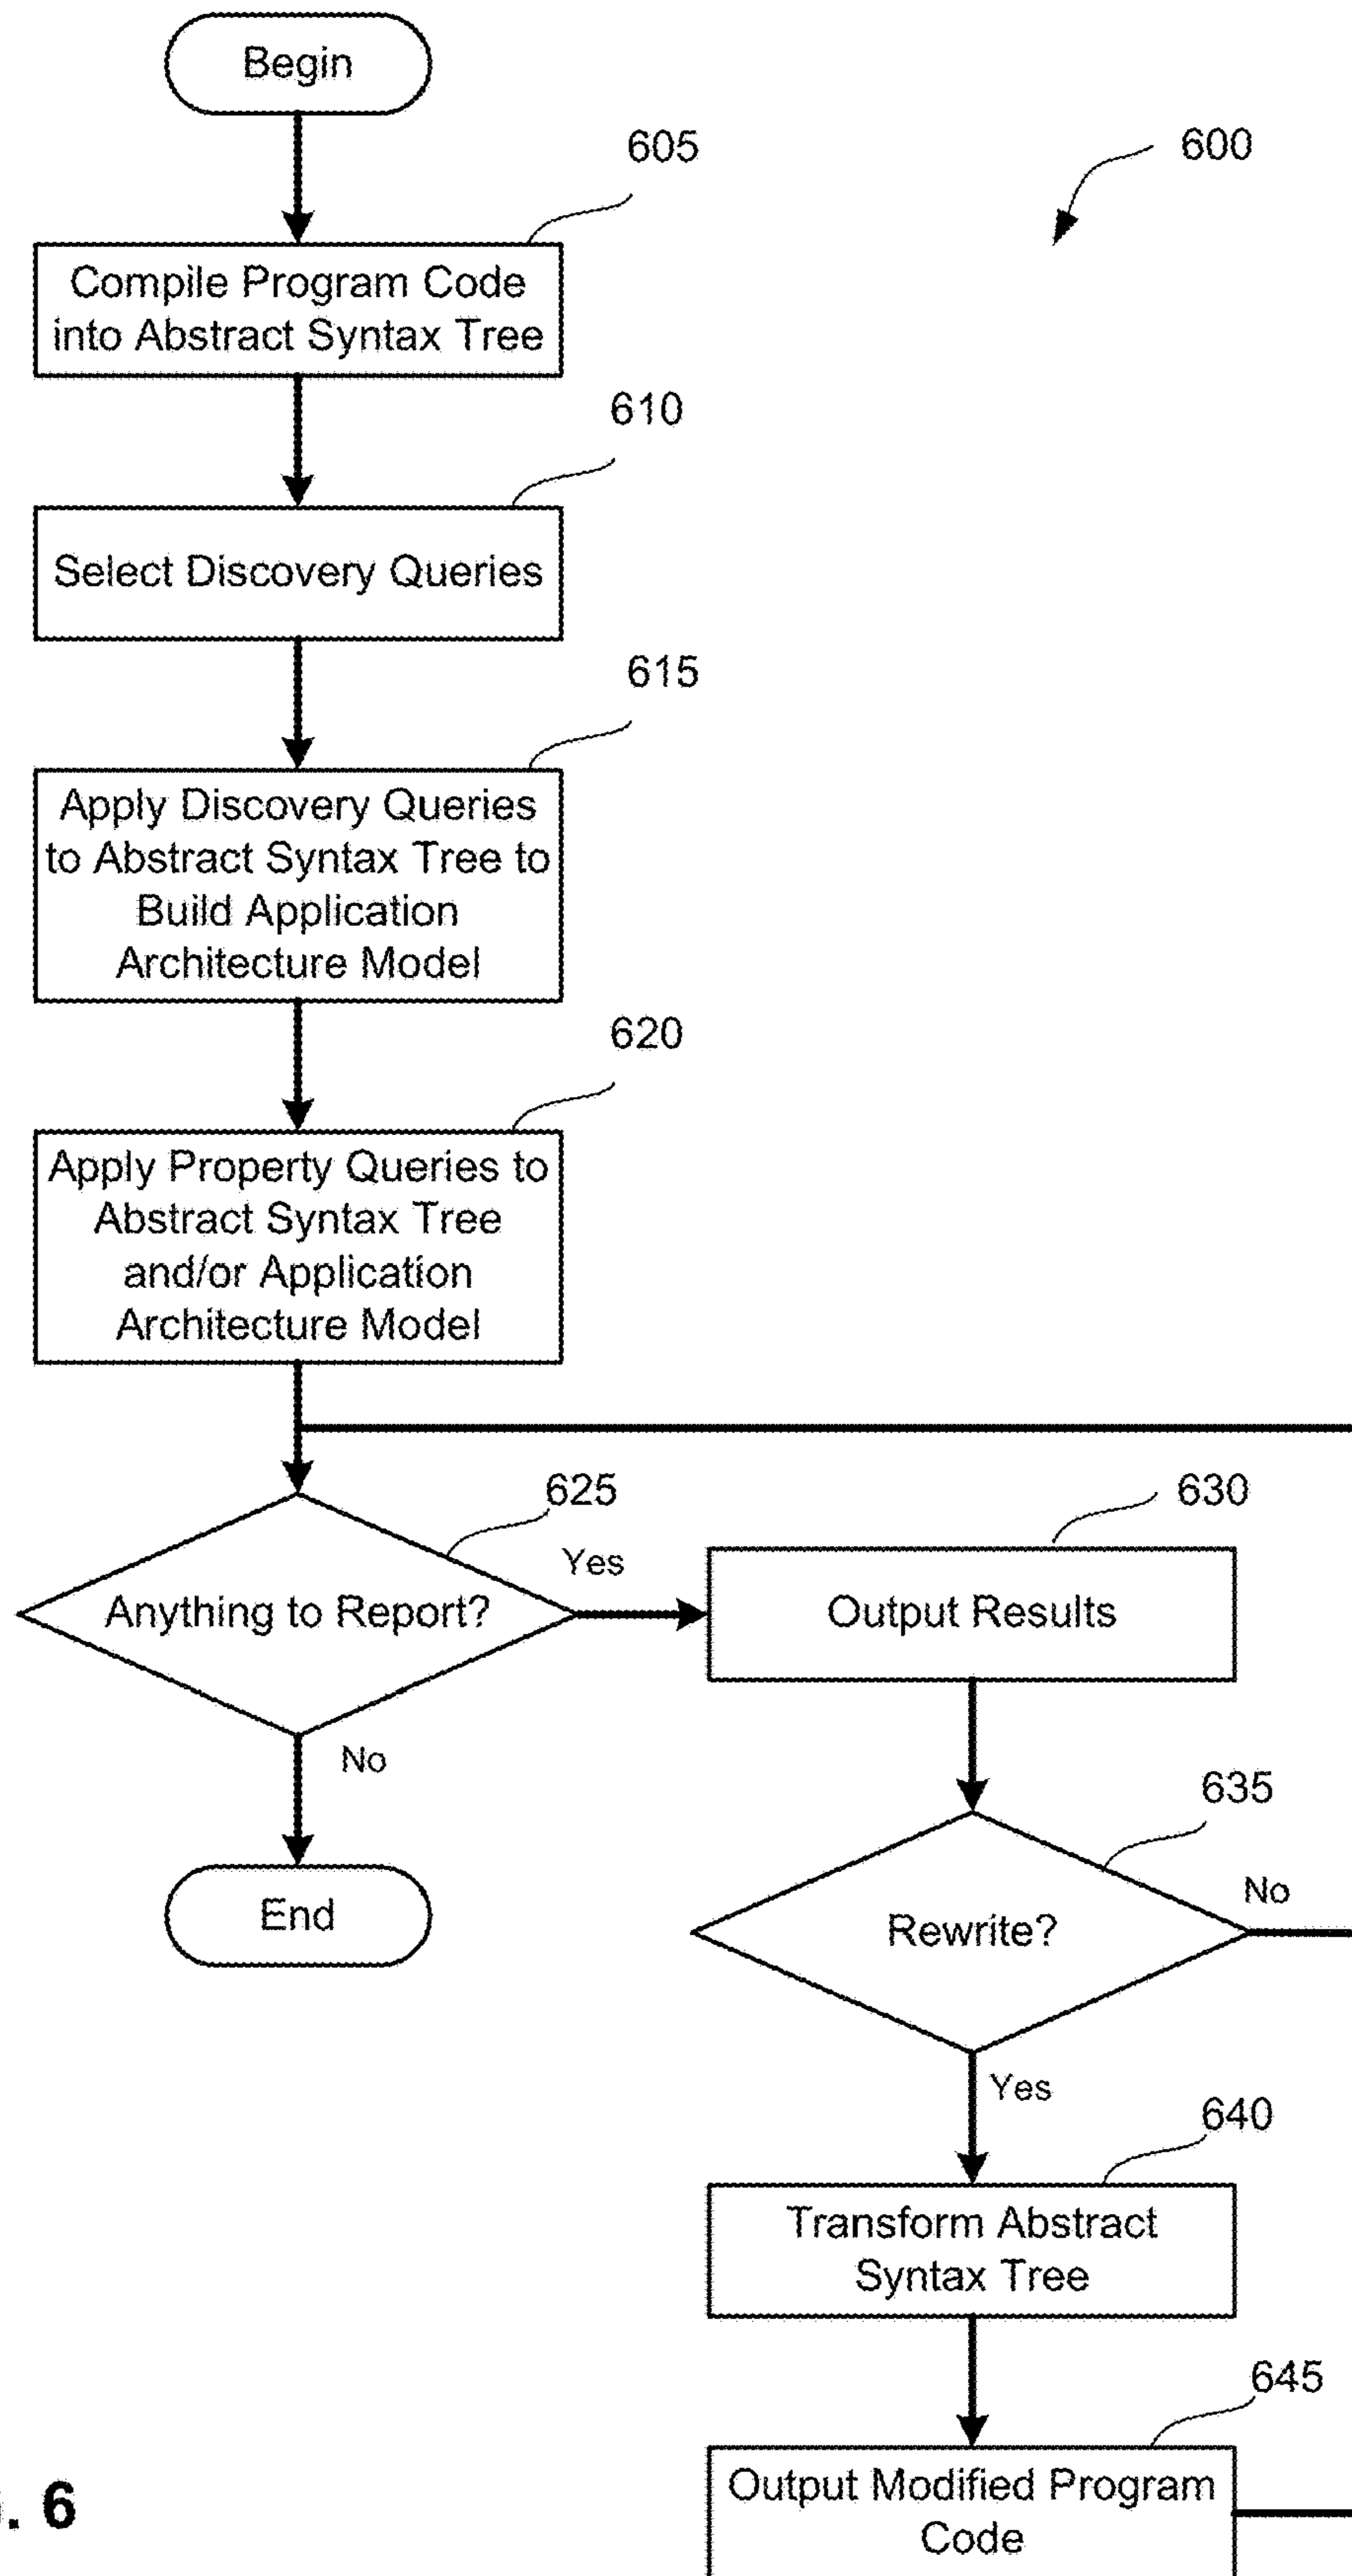 Begin
605
600
Compile Program Code
into Abstract Syntax Tree
610
Select Discovery Queries
615
Apply Discovery Queries
to Abstract Syntax Tree to
Build Application
Architecture Model
620
Apply Property Queries to
Abstract Syntax Tree
and/or Application
Architecture Model
625
630
Yes
Anything to Report?
Output Results
No
635
End
No
Rewrite?
Yes
640
Transform Abstract
Syntax Tree
645
Output Modified Program
Code
. 6